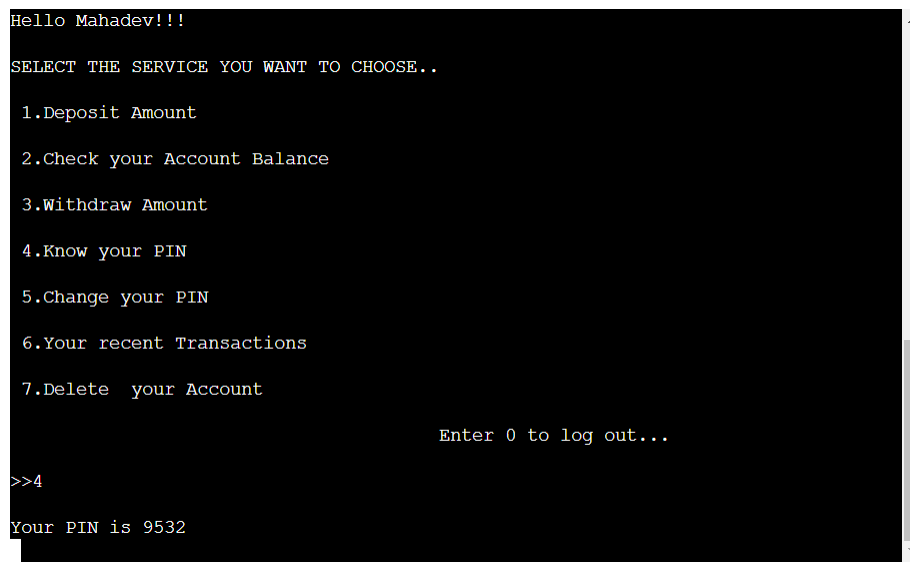 Hello Mahadev!!!
SELECT THE SERVICE YOU WANT TO CHOOSE..
1.Deposit Amount
2.Check your Account Balance
3.Withdraw Amount
4.Know your PIN
5.Change your PIN
6.Your recent Transactions
7.Delete  your Account
Enter 0 to log out...
>>4
Your PIN is 9532